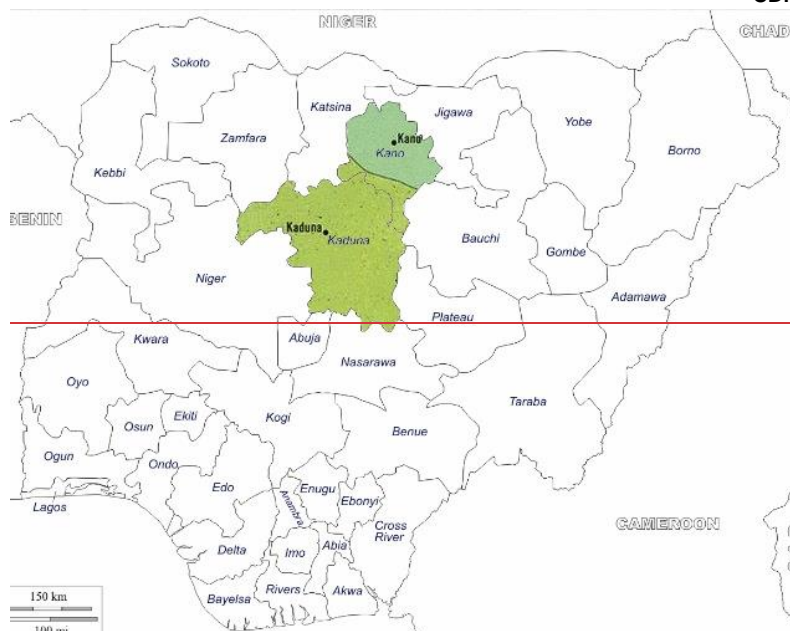 NIGER
CHAD
Sokoto
Katsina
Jigawa
Yobe
Zamfara
Kano
Kano
Borno
Kebbi
BENIN
Kaduna
Kaduna
Bauchi
Gombe
Niger
Adamawa
Plateau
Kwara
Abuja
Nasarawa
Oyo
Taraba
Ekiti
Kogi
Osun
Benue
Ogun
Ondo
Edo
Enugu
Anambra
Ebonyi
Lagos
CAMEROON
Cross
River
Delta
Imo
Abia
Rivers
Akwa
Bayelsa
150 km
100 mi